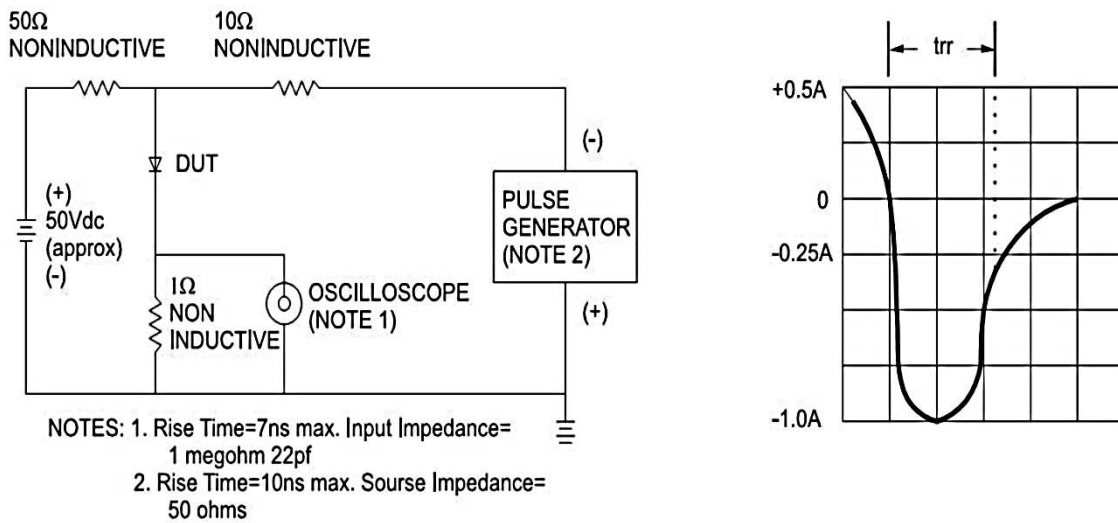 50Ω
NONINDUCTIVE
10Ω
NONINDUCTIVE
DUT
(+)
50Vdc
(approx)
(-)
1Ω
NON
INDUCTIVE
OSCILLOSCOPE
(NOTE 1)
(-)
PULSE
GENERATOR
(NOTE 2)
(+)
NOTES: 1. Rise Time=7ns max. Input Impedance=
1 megohm 22pf
2. Rise Time=10ns max. Sourse Impedance=
50 ohms
trr
+0.5A
0
-0.25A
-1.0A